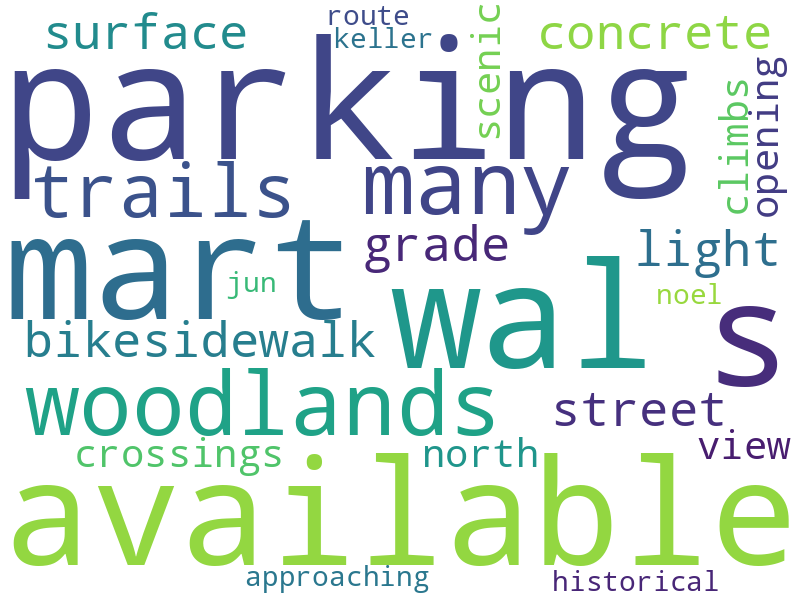 route
surface
keller
scenic
concrete
parking
climbs
opening
trails
many
mart
grade
light
jun
wal
noel
s
bikesidewalk
woodlands
street
crossings
north
view
available
approaching
historical